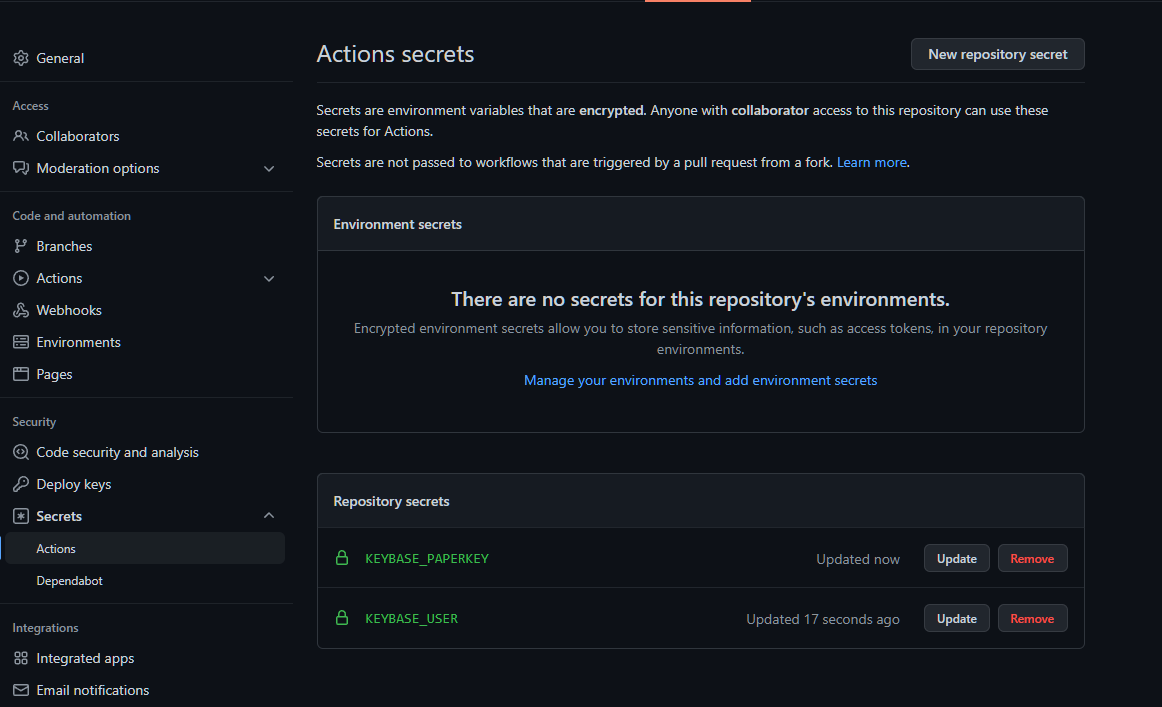 General
Access
Collaborators
Moderation options
Code and automation
Branches
Actions
Webhooks
Environments
Pages
Security
Code security and analysis
Deploy keys
Secrets
Actions
Dependabot
Integrations
Integrated apps
Email notifications
Actions secrets
New repository secret
Secrets are environment variables that are encrypted. Anyone with collaborator access to this repository can use these
secrets for Actions.
Secrets are not passed to workflows that are triggered by a pull request from a fork. Learn more.
Environment secrets
There are no secrets for this repository's environments.
Encrypted environment secrets allow you to store sensitive information, such as access tokens, in your repository
environments.
Manage your environments and add environment secrets
Repository secrets
KEYBASE_PAPERKEY Updated now Update Remove
KEYBASE_USER Updated 17 seconds ago Update Remove